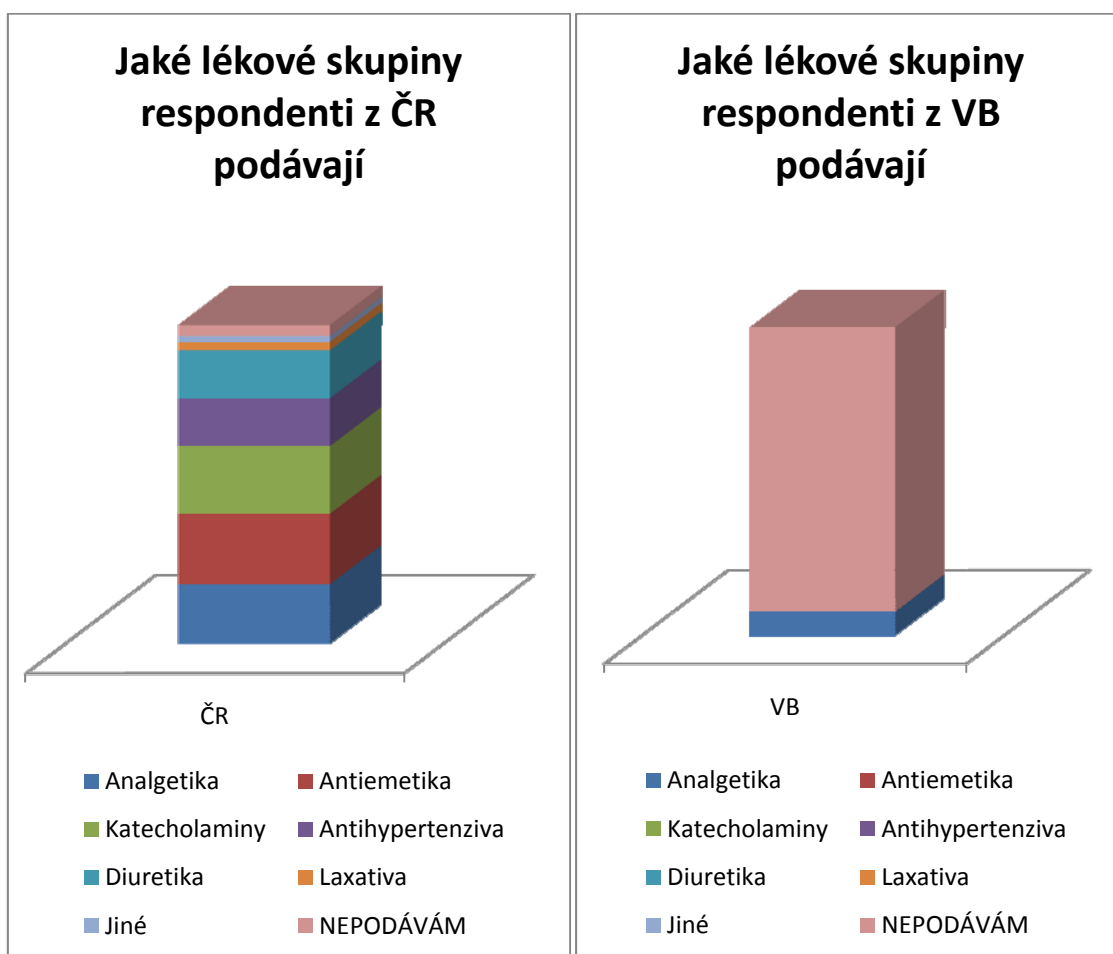 Jaké lékové skupiny
respondenti z ČR
podávají
ČR
Analgetika
Antiemetika
Katecholaminy
Antihypertenziva
Diuretika
Laxativa
Jiné
NEPODÁVÁM
Jaké lékové skupiny
respondenti z VB
podávají
VB
Analgetika
Antiemetika
Katecholaminy
Antihypertenziva
Diuretika
Laxativa
Jiné
NEPODÁVÁM